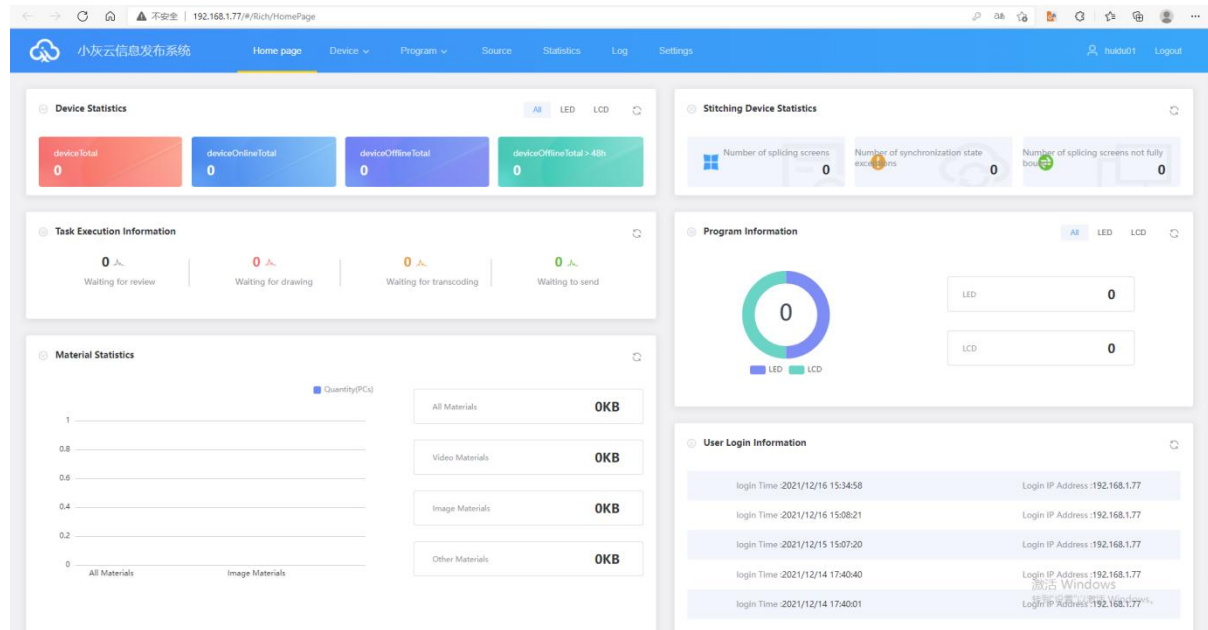 不安全 | 192.168.1.77/#/Rich/HomePage
小灰云信息发布系统 Home page Device Program Source Statistics Log Settings huidu01 Logout
Device Statistics All LED LCD
deviceTotal
0
deviceOnlineTotal
0
deviceOfflineTotal
0
deviceOfflineTotal > 48h
0
Stitching Device Statistics
Number of splicing screens
0
Number of synchronization state
exceptions
0
Number of splicing screens not fully
bound
0
Task Execution Information
0
Waiting for review
0
Waiting for drawing
0
Waiting for transcoding
0
Waiting to send
Program Information All LED LCD
0
LED LCD
LED 0
LCD 0
Material Statistics
Quantity(PCs)
1
0.8
0.6
0.4
0.2
0
All Materials Image Materials
All Materials 0KB
Video Materials 0KB
Image Materials 0KB
Other Materials 0KB
User Login Information
login Time :2021/12/16 15:34:58 Login IP Address :192.168.1.77
login Time :2021/12/16 15:08:21 Login IP Address :192.168.1.77
login Time :2021/12/15 15:07:20 Login IP Address :192.168.1.77
login Time :2021/12/14 17:40:40 Login IP Address :192.168.1.77
激活 Windows
login Time :2021/12/14 17:40:01 Login IP Address :192.168.1.77